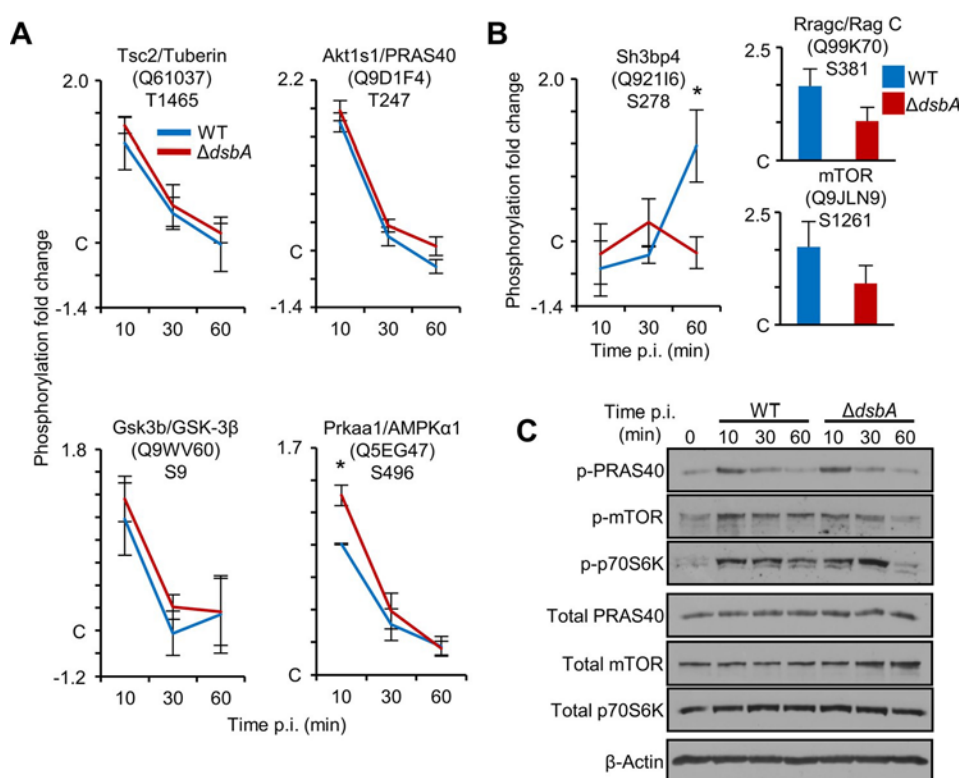 A
Phosphorylation fold change
Tsc2/Tuberin
(Q61037)
T1465
2.0
WT
ΔdsbA
C
-1.4
10 30 60
Akt1s1/PRAS40
(Q9D1F4)
T247
2.2
C
-1.4
10 30 60
Gsk3b/GSK-3β
(Q9WV60)
S9
1.8
C
-1.2
10 30 60
Prkaa1/AMPKα1
(Q5EG47)
S496
*
1.7
C
10 30 60
Time p.i. (min)
B
Phosphorylation fold change
Sh3bp4
(Q921I6)
S278
*
2.0
C
-1.4
10 30 60
Time p.i. (min)
Rragc/Rag C
(Q99K70)
S381
2.5
C
WT
ΔdsbA
mTOR
(Q9JLN9)
S1261
2.5
C
C
Time p.i.
(min)
WT ΔdsbA
0 10 30 60 10 30 60
p-PRAS40
p-mTOR
p-p70S6K
Total PRAS40
Total mTOR
Total p70S6K
β-Actin